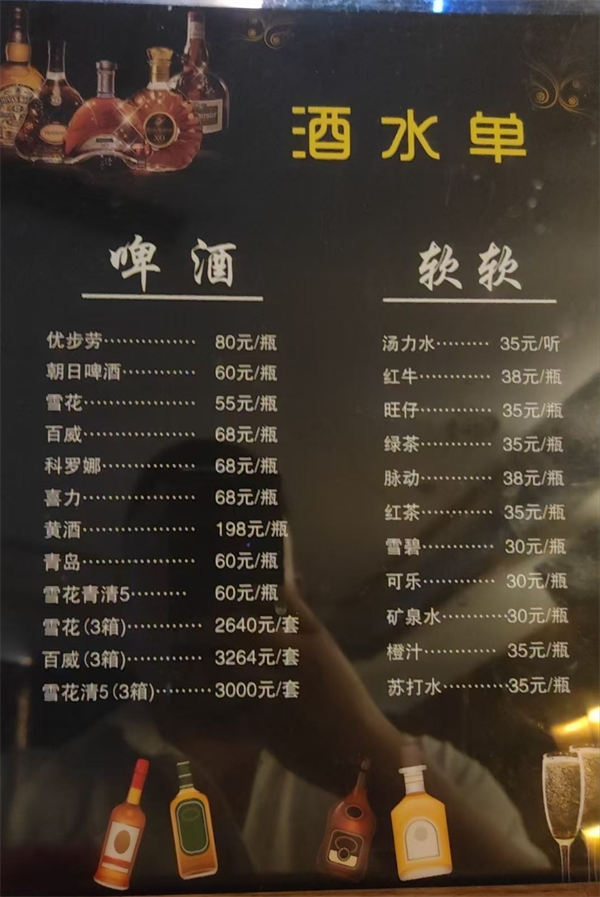 酒水单
啤酒
优步劳··············· 80元/瓶
朝日啤酒············ 60元/瓶
雪花·················· 55元/瓶
百威·················· 68元/瓶
科罗娜··············· 68元/瓶
喜力·················· 68元/瓶
黄酒·················· 198元/瓶
青岛·················· 60元/瓶
雪花青清5········· 60元/瓶
雪花(3箱)············ 2640元/套
百威(3箱)············ 3264元/套
雪花清5(3箱)········· 3000元/套
软软
汤力水········· 35元/听
红牛············ 38元/瓶
旺仔············ 35元/瓶
绿茶············ 35元/瓶
脉动············ 38元/瓶
红茶············ 35元/瓶
雪碧············ 30元/瓶
可乐············ 30元/瓶
矿泉水···········30元/瓶
橙汁············ 35元/瓶
苏打水···········35元/瓶